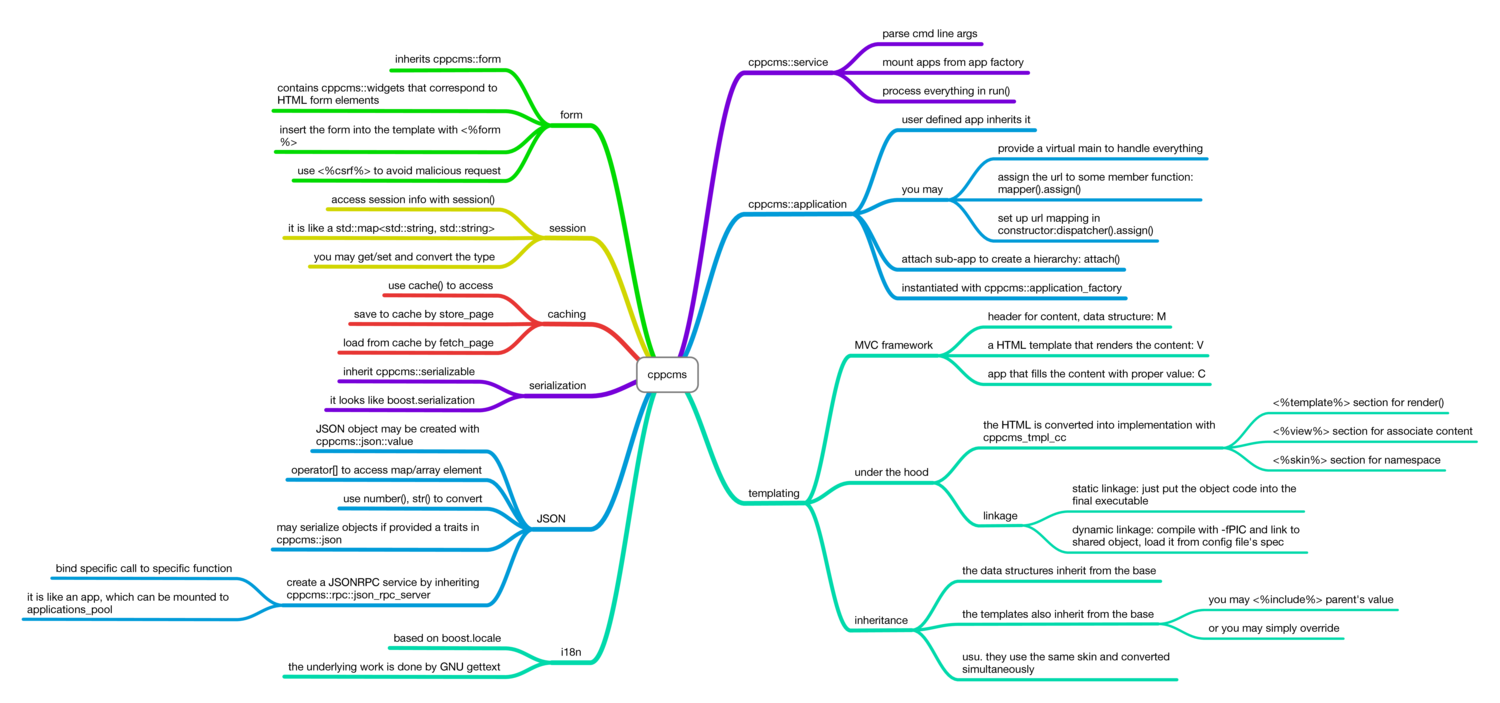 cppcms
form
inherits cppcms::form
contains cppcms::widgets that correspond to
HTML form elements
insert the form into the template with <%form
%>
use <%csrf%> to avoid malicious request
session
access session info with session()
it is like a std::map<std::string, std::string>
you may get/set and convert the type
caching
use cache() to access
save to cache by store_page
load from cache by fetch_page
serialization
inherit cppcms::serializable
it looks like boost.serialization
JSON
JSON object may be created with
cppcms::json::value
operator[] to access map/array element
use number(), str() to convert
may serialize objects if provided a traits in
cppcms::json
create a JSONRPC service by inheriting
cppcms::rpc::json_rpc_server
bind specific call to specific function
it is like an app, which can be mounted to
applications_pool
i18n
based on boost.locale
the underlying work is done by GNU gettext
cppcms::service
parse cmd line args
mount apps from app factory
process everything in run()
cppcms::application
user defined app inherits it
you may
provide a virtual main to handle everything
assign the url to some member function:
mapper().assign()
set up url mapping in
constructor:dispatcher().assign()
attach sub-app to create a hierarchy: attach()
instantiated with cppcms::application_factory
templating
MVC framework
header for content, data structure: M
a HTML template that renders the content: V
app that fills the content with proper value: C
under the hood
the HTML is converted into implementation with
cppcms_tmpl_cc
<%template%> section for render()
<%view%> section for associate content
<%skin%> section for namespace
linkage
static linkage: just put the object code into the
final executable
dynamic linkage: compile with -fPIC and link to
shared object, load it from config file's spec
inheritance
the data structures inherit from the base
the templates also inherit from the base
you may <%include%> parent's value
or you may simply override
usu. they use the same skin and converted
simultaneously